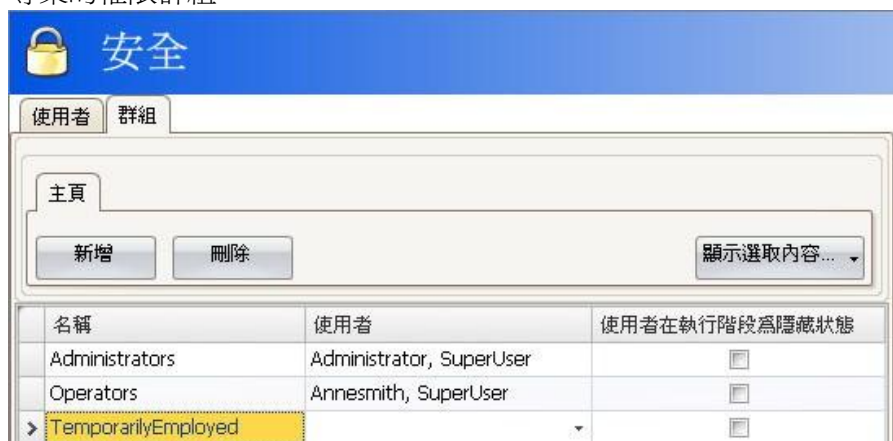 安全
使用者 群組
主頁
新增 刪除 顯示選取內容...
名稱 使用者 使用者在執行階段爲隱藏狀態
Administrators Administrator, SuperUser
Operators Annesmith, SuperUser
TemporarilyEmployed